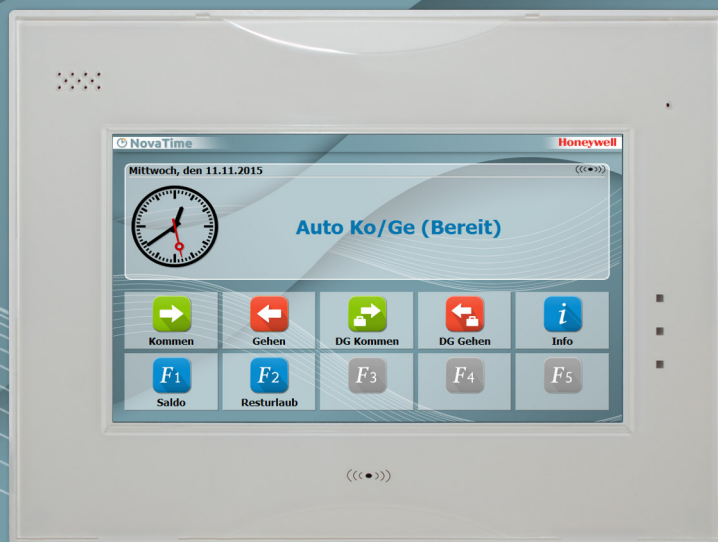 NovaTime
Honeywell
Mittwoch, den 11.11.2015
Auto Ko/Ge (Bereit)
Kommen
Gehen
DG Kommen
DG Gehen
i
Info
F1
Saldo
F2
Resturlaub
F3
F4
F5